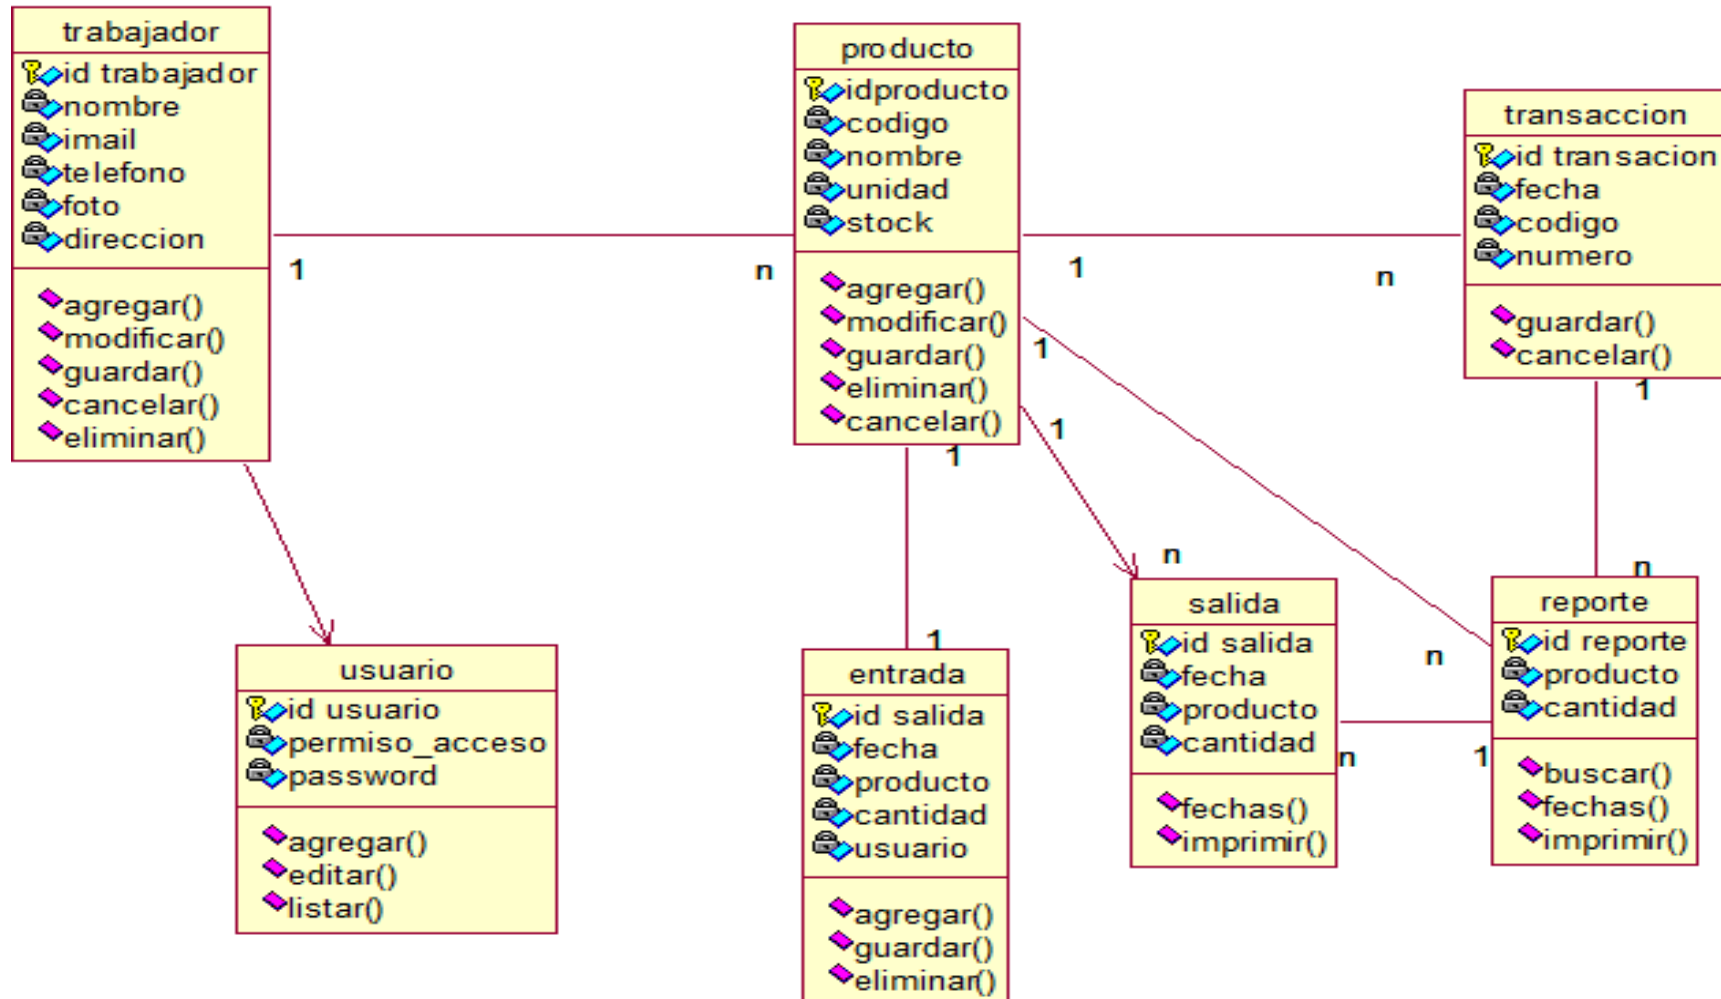 trabajador
id trabajador
nombre
imail
telefono
foto
direccion
agregar()
modificar()
guardar()
cancelar()
eliminar()
1
n
producto
idproducto
codigo
nombre
unidad
stock
agregar()
modificar()
guardar()
eliminar()
cancelar()
1
n
1
1
1
transaccion
id transacion
fecha
codigo
numero
guardar()
cancelar()
1
n
usuario
id usuario
permiso_acceso
password
agregar()
editar()
listar()
1
entrada
id salida
fecha
producto
cantidad
usuario
agregar()
guardar()
eliminar()
n
salida
id salida
fecha
producto
cantidad
fechas()
imprimir()
n
n
1
reporte
id reporte
producto
cantidad
buscar()
fechas()
imprimir()